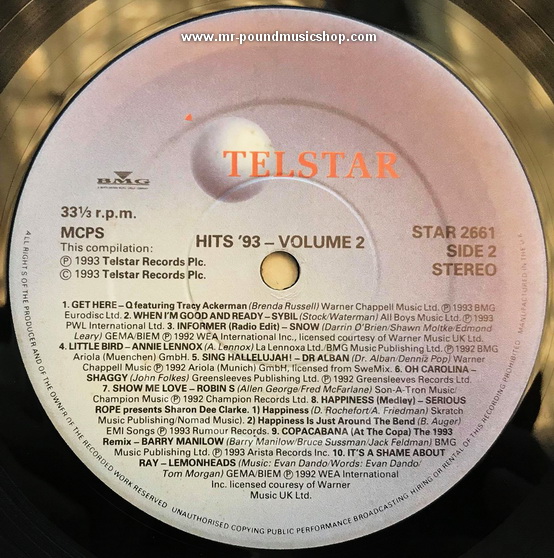 www.mr-poundmusicshop.com
TELSTAR
BMG
33⅓ r.p.m.
MCPS
This compilation:
Ⓟ 1993 Telstar Records Plc.
© 1993 Telstar Records Plc.
HITS '93 – VOLUME 2
STAR 2661
SIDE 2
STEREO
1. GET HERE – Q featuring Tracy Ackerman (Brenda Russell) Warner Chappell Music Ltd. Ⓟ 1993 BMG
Eurodisc Ltd. 2. WHEN I'M GOOD AND READY – SYBIL (Stock/Waterman) All Boys Music Ltd. Ⓟ 1993
PWL International Ltd. 3. INFORMER (Radio Edit) – SNOW (Darrin O'Brien/Shawn Moltke/Edmond
Leary) GEMA/BIEM Ⓟ 1992 WEA International Inc., licensed courtesy of Warner Music UK Ltd.
4. LITTLE BIRD – ANNIE LENNOX (A. Lennox) La Lennoxa Ltd./BMG Music Publishing Ltd. Ⓟ 1992 BMG
Ariola (Muenchen) GmbH. 5. SING HALLELUJAH! – DR ALBAN (Dr. Alban/Denniz Pop) Warner
Chappell Music Ⓟ 1992 Ariola (Munich) GmbH, licensed from SweMix. 6. OH CAROLINA –
SHAGGY (John Folkes) Greensleeves Publishing Ltd. Ⓟ 1992 Greensleeves Records Ltd.
7. SHOW ME LOVE – ROBIN S (Allen George/Fred McFarlane) Son-A-Tron Music/
Champion Music Ⓟ 1992 Champion Records Ltd. 8. HAPPINESS (Medley) – SERIOUS
ROPE presents Sharon Dee Clarke. 1) Happiness (D. Rochefort/A. Friedman) Skratch
Music Publishing/Nomad Music). 2) Happiness Is Just Around The Bend (B. Auger)
EMI Songs Ⓟ 1993 Rumour Records. 9. COPACABANA (At The Copa) The 1993
Remix – BARRY MANILOW (Barry Manilow/Bruce Sussman/Jack Feldman) BMG
Music Publishing Ltd. Ⓟ 1993 Arista Records Inc. 10. IT'S A SHAME ABOUT
RAY – LEMONHEADS (Music: Evan Dando/Words: Evan Dando/
Tom Morgan) GEMA/BIEM Ⓟ 1992 WEA International
Inc. licensed courtesy of Warner
Music UK Ltd.
ALL RIGHTS OF THE PRODUCER AND OF THE OWNER OF THE RECORDED WORK RESERVED UNAUTHORISED COPYING PUBLIC PERFORMANCE BROADCASTING HIRING OR RENTAL OF THIS RECORDING PROHIBITED